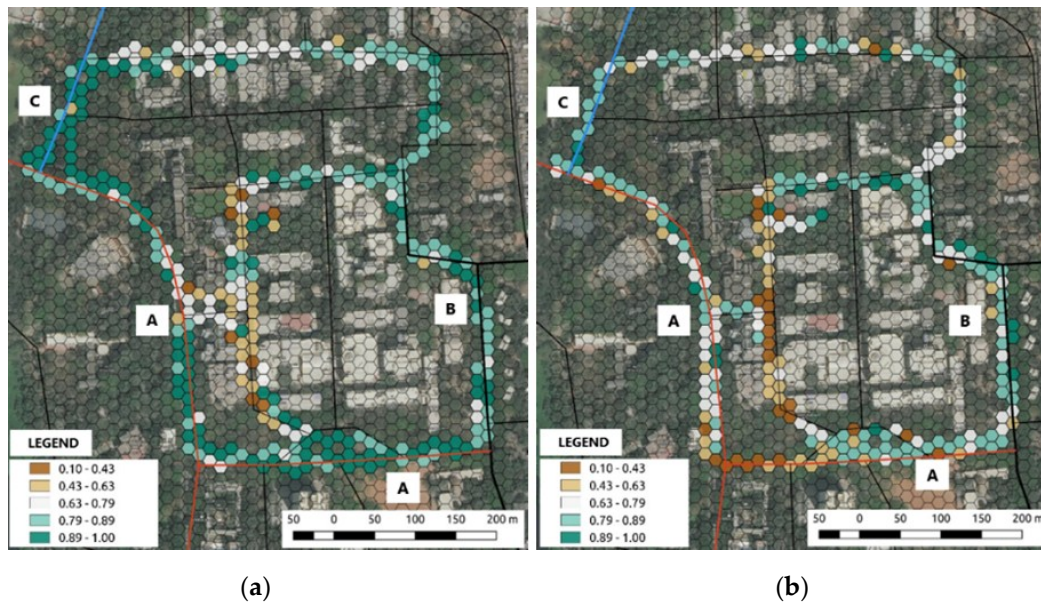 C
A
B
A
LEGEND
0.10 - 0.43
0.43 - 0.63
0.63 - 0.79
0.79 - 0.89
0.89 - 1.00
50 0 50 100 150 200 m
(a)
C
A
B
A
LEGEND
0.10 - 0.43
0.43 - 0.63
0.63 - 0.79
0.79 - 0.89
0.89 - 1.00
50 0 50 100 150 200 m
(b)